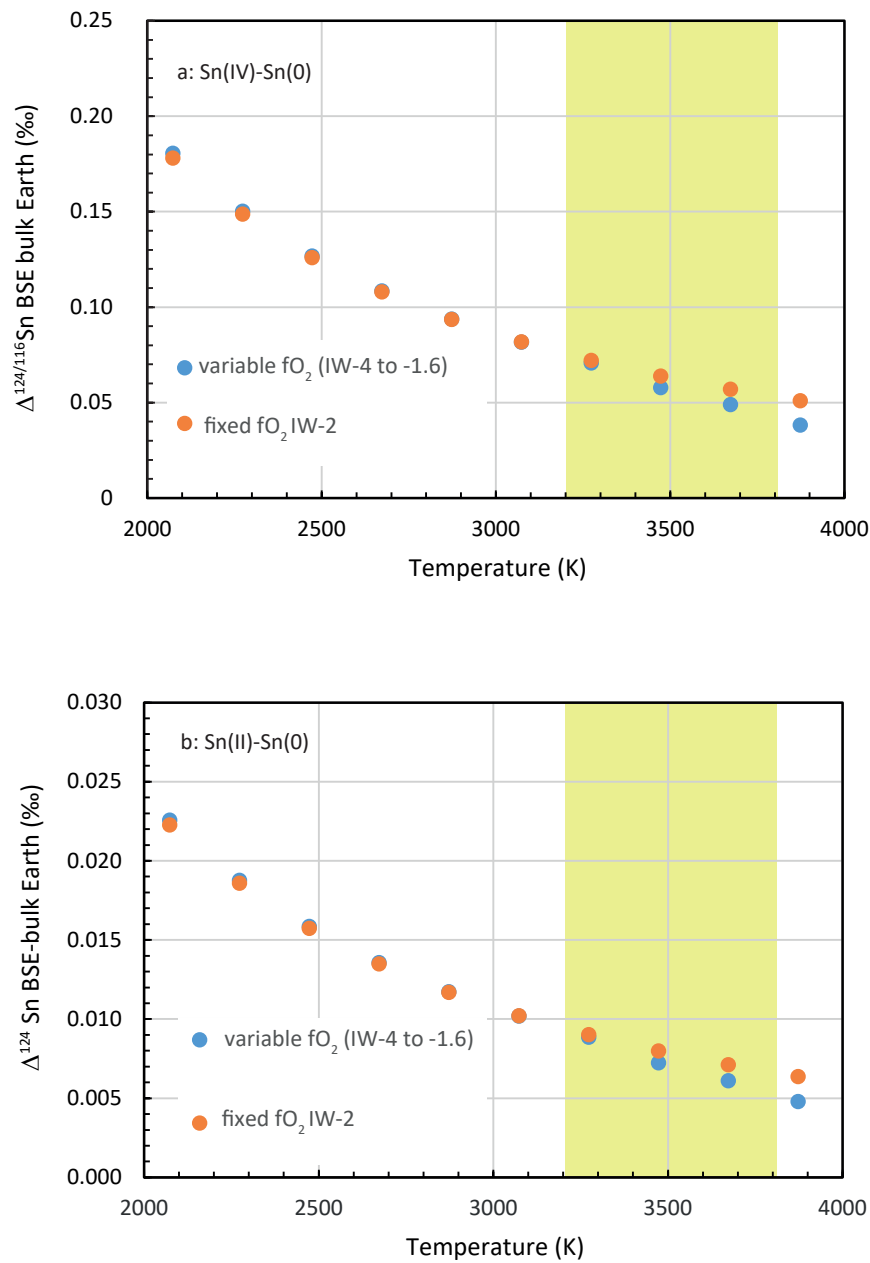 0.25
a: Sn(IV)-Sn(0)
0.20
0.15
0.10
0.05
0
Δ124/116Sn BSE bulk Earth (‰)
variable fO2 (IW-4 to -1.6)
fixed fO2 IW-2
2000 2500 3000 3500 4000
Temperature (K)
0.030
b: Sn(II)-Sn(0)
0.025
0.020
0.015
0.010
0.005
0.000
Δ124 Sn BSE-bulk Earth (‰)
variable fO2 (IW-4 to -1.6)
fixed fO2 IW-2
2000 2500 3000 3500 4000
Temperature (K)